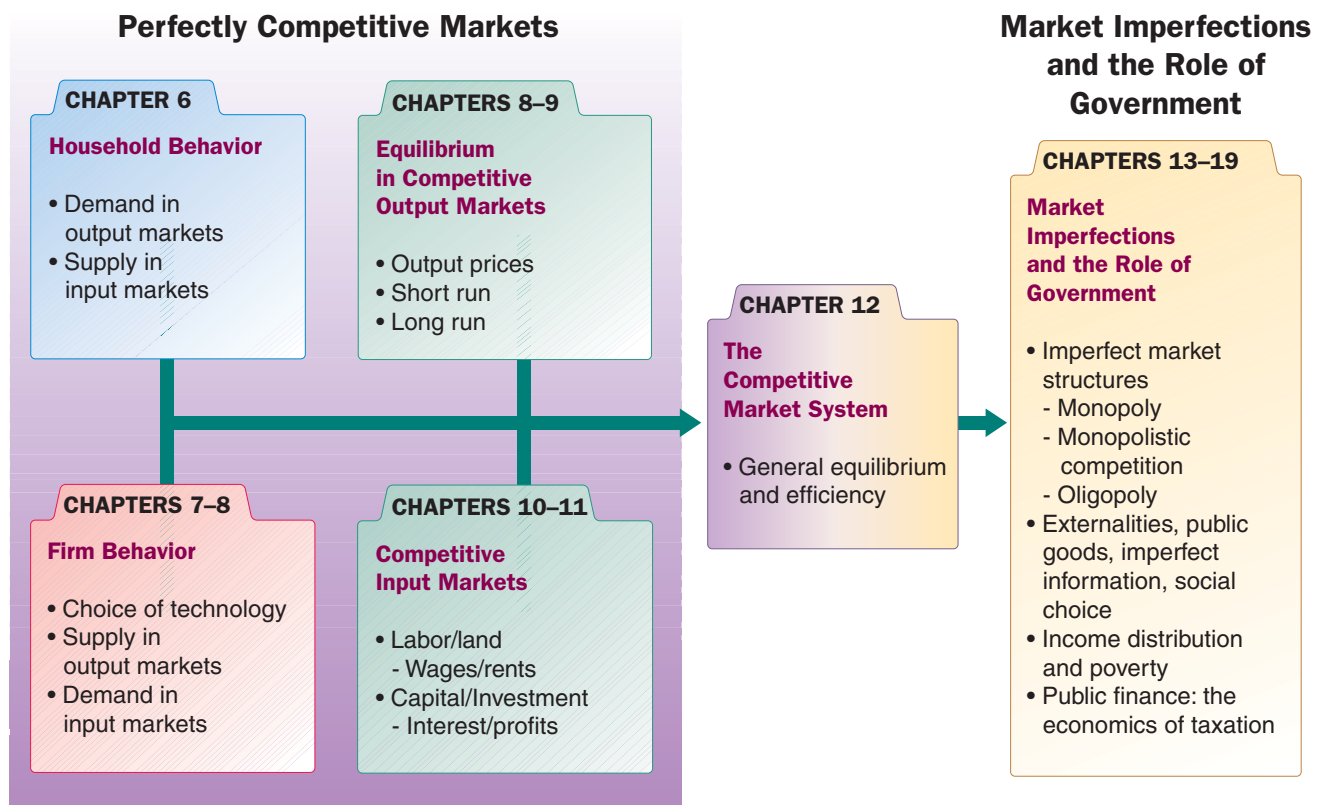 Perfectly Competitive Markets
CHAPTER 6
Household Behavior
• Demand in
output markets
• Supply in
input markets
CHAPTERS 8–9
Equilibrium
in Competitive
Output Markets
• Output prices
• Short run
• Long run
CHAPTERS 7–8
Firm Behavior
• Choice of technology
• Supply in
output markets
• Demand in
input markets
CHAPTERS 10–11
Competitive
Input Markets
• Labor/land
- Wages/rents
• Capital/Investment
- Interest/profits
CHAPTER 12
The
Competitive
Market System
• General equilibrium
and efficiency
Market Imperfections
and the Role of
Government
CHAPTERS 13–19
Market
Imperfections
and the Role of
Government
• Imperfect market
structures
- Monopoly
- Monopolistic
competition
- Oligopoly
• Externalities, public
goods, imperfect
information, social
choice
• Income distribution
and poverty
• Public finance: the
economics of taxation